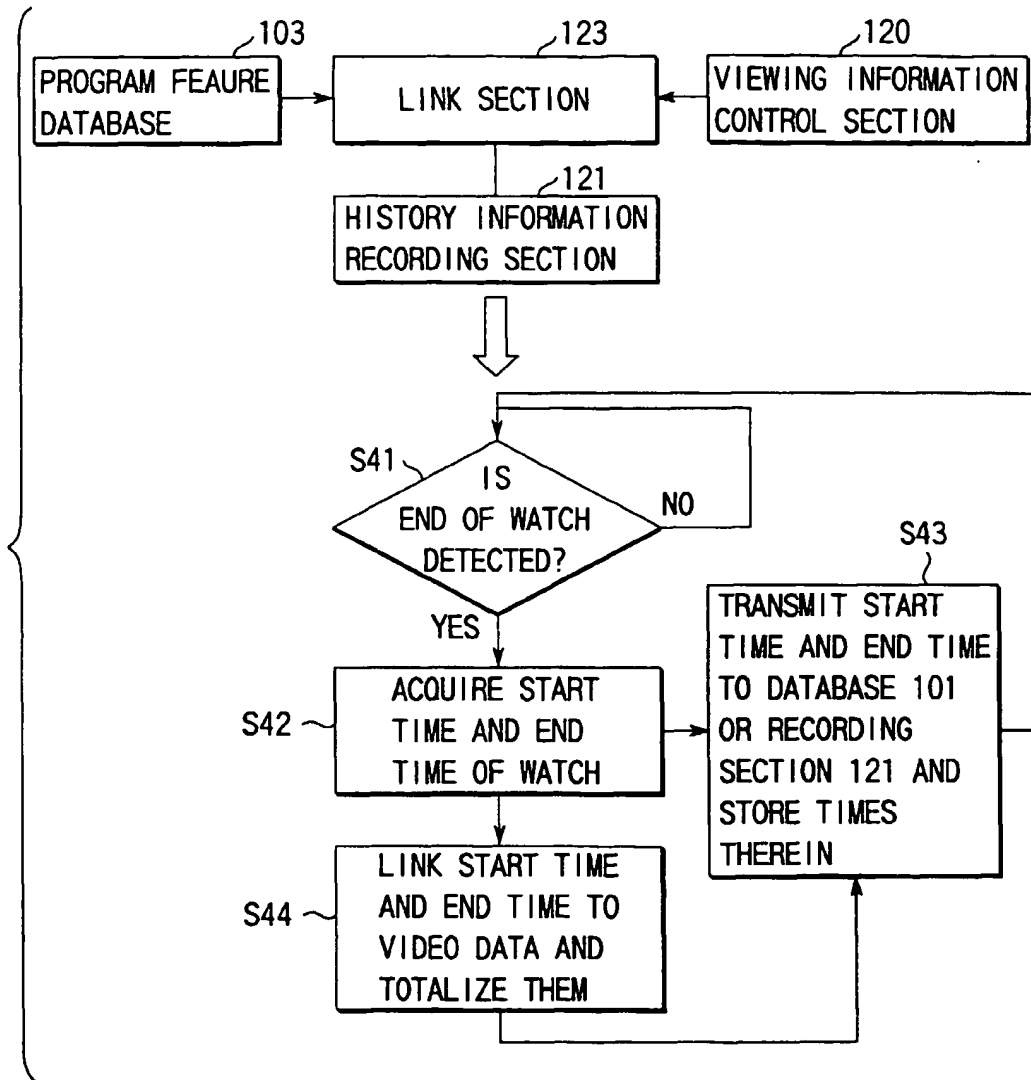 103
123
120
PROGRAM FEAURE
DATABASE
LINK SECTION
VIEWING INFORMATION
CONTROL SECTION
121
HISTORY INFORMATION
RECORDING SECTION
S41
IS
END OF WATCH
DETECTED?
NO
YES
S42
ACQUIRE START
TIME AND END
TIME OF WATCH
S43
TRANSMIT START
TIME AND END TIME
TO DATABASE 101
OR RECORDING
SECTION 121 AND
STORE TIMES
THEREIN
S44
LINK START TIME
AND END TIME TO
VIDEO DATA AND
TOTALIZE THEM